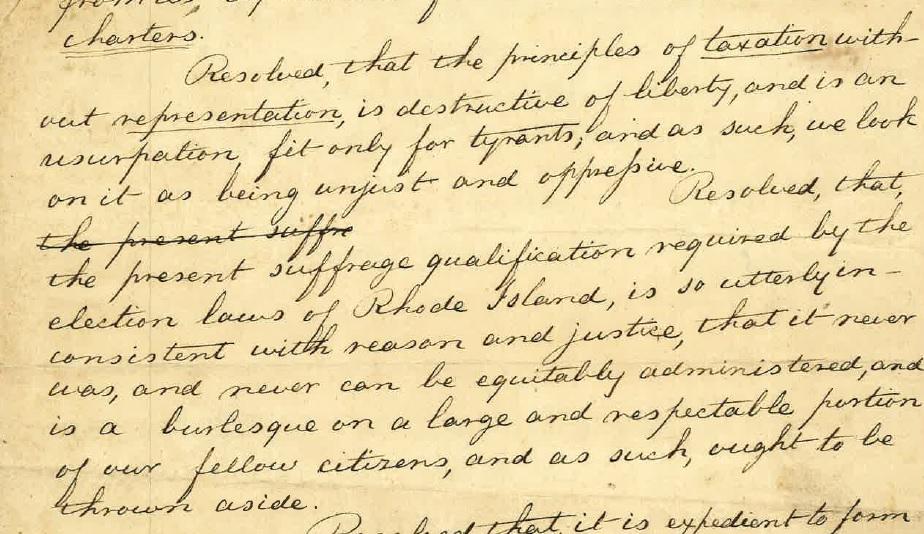 charters.
Resolved, that the principles of taxation with-
out representation, is destructive of liberty, and is an
usurpation, fit only for tyrants; and as such, we look
on it as being unjust and oppressive.
Resolved, that,
the present suffre
the present suffrage qualification required by the
election laws of Rhode Island, is so utterly in-
consistent with reason and justice, that it never
was, and never can be equitably administered, and
is a burlesque on a large and respectable portion
of our fellow citizens, and as such, ought to be
thrown aside.
Resolved that, it is expedient to form